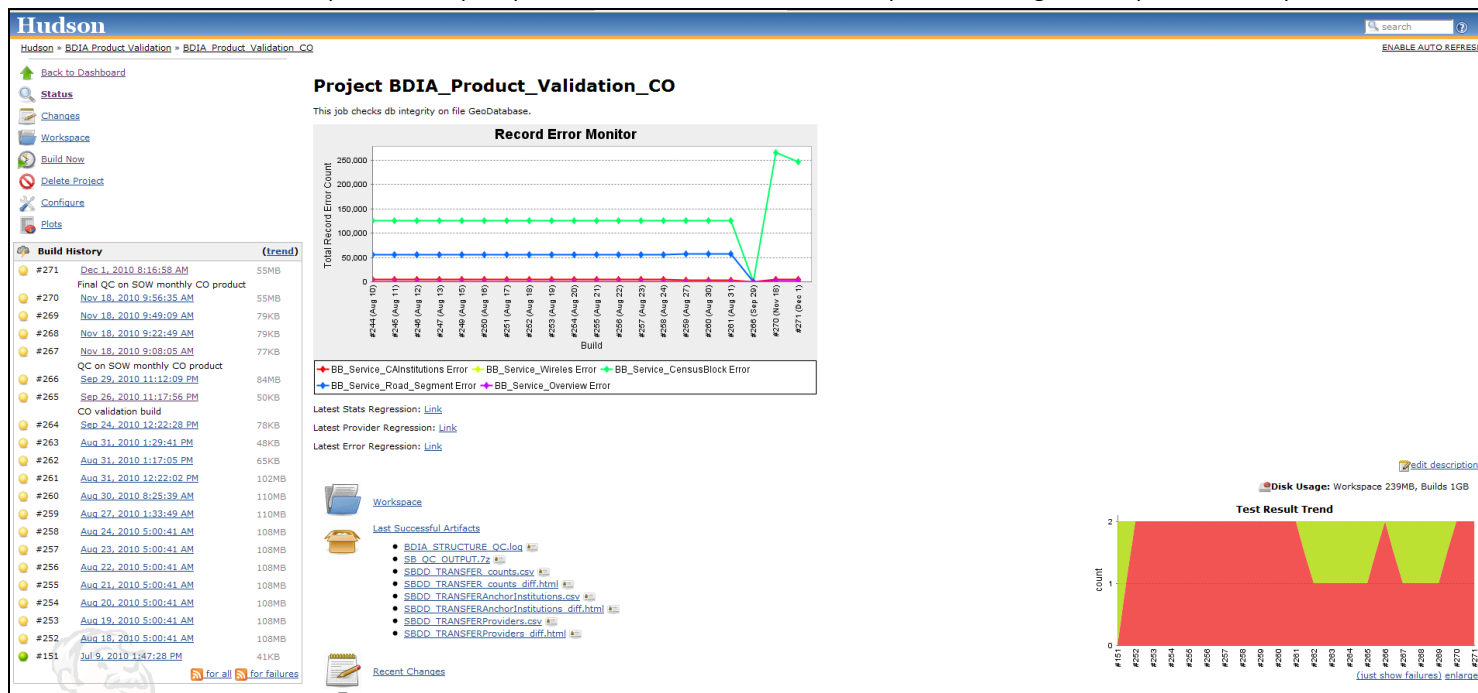 Hudson
search
Hudson » BDIA Product Validation » BDIA_Product_Validation_CO
ENABLE AUTO REFRESH
Back to Dashboard
Status
Changes
Workspace
Build Now
Delete Project
Configure
Plots
Build History (trend)
#271 Dec 1, 2010 8:16:58 AM 55MB
Final QC on SOW monthly CO product
#270 Nov 18, 2010 9:56:35 AM 55MB
#269 Nov 18, 2010 9:49:09 AM 79KB
#268 Nov 18, 2010 9:22:49 AM 79KB
#267 Nov 18, 2010 9:08:05 AM 77KB
QC on SOW monthly CO product
#266 Sep 29, 2010 11:12:09 PM 84MB
#265 Sep 26, 2010 11:17:56 PM 50KB
CO validation build
#264 Sep 24, 2010 12:22:28 PM 78KB
#263 Aug 31, 2010 1:29:41 PM 48KB
#262 Aug 31, 2010 1:17:05 PM 65KB
#261 Aug 31, 2010 12:22:02 PM 102MB
#260 Aug 30, 2010 8:25:39 AM 110MB
#259 Aug 27, 2010 1:33:49 AM 110MB
#258 Aug 24, 2010 5:00:41 AM 108MB
#257 Aug 23, 2010 5:00:41 AM 108MB
#256 Aug 22, 2010 5:00:41 AM 108MB
#255 Aug 21, 2010 5:00:41 AM 108MB
#254 Aug 20, 2010 5:00:41 AM 108MB
#253 Aug 19, 2010 5:00:41 AM 108MB
#252 Aug 18, 2010 5:00:41 AM 108MB
#151 Jul 9, 2010 1:47:28 PM 41KB
for all for failures
Project BDIA_Product_Validation_CO
This job checks db integrity on file GeoDatabase.
Record Error Monitor
Total Record Error Count
250,000
200,000
150,000
100,000
50,000
0
#244 (Aug 10)
#245 (Aug 11)
#246 (Aug 12)
#247 (Aug 13)
#249 (Aug 15)
#250 (Aug 16)
#251 (Aug 17)
#252 (Aug 18)
#253 (Aug 19)
#254 (Aug 20)
#255 (Aug 21)
#256 (Aug 22)
#257 (Aug 23)
#258 (Aug 24)
#259 (Aug 27)
#260 (Aug 30)
#261 (Aug 31)
#266 (Sep 29)
#270 (Nov 18)
#271 (Dec 1)
Build
BB_Service_CAInstitutions Error BB_Service_Wireles Error BB_Service_CensusBlock Error
BB_Service_Road_Segment Error BB_Service_Overview Error
Latest Stats Regression: Link
Latest Provider Regression: Link
Latest Error Regression: Link
Workspace
Last Successful Artifacts
BDIA_STRUCTURE_QC.log
SB_QC_OUTPUT.7z
SBDD_TRANSFER_counts.csv
SBDD_TRANSFER_counts_diff.html
SBDD_TRANSFERAnchorInstitutions.csv
SBDD_TRANSFERAnchorInstitutions_diff.html
SBDD_TRANSFERProviders.csv
SBDD_TRANSFERProviders_diff.html
Recent Changes
edit description
Disk Usage: Workspace 239MB, Builds 1GB
Test Result Trend
count
2
1
0
#151
#252
#253
#254
#255
#256
#257
#258
#259
#260
#261
#262
#263
#264
#265
#266
#267
#268
#269
#270
#271
(just show failures) enlarge